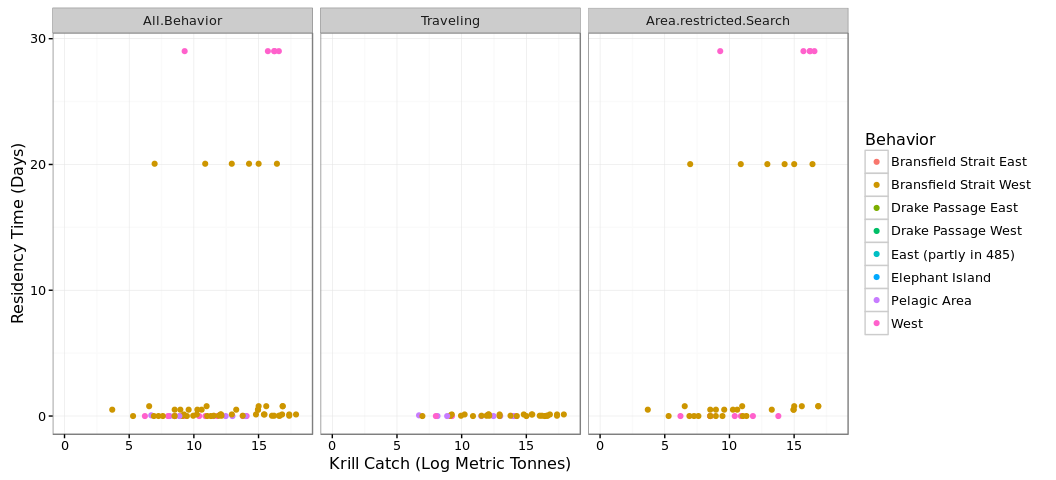 All.Behavior Traveling Area.restricted.Search
30
20
10
0
Residency Time (Days)
0 5 10 15 0 5 10 15 0 5 10 15
Krill Catch (Log Metric Tonnes)
Behavior
Bransfield Strait East
Bransfield Strait West
Drake Passage East
Drake Passage West
East (partly in 485)
Elephant Island
Pelagic Area
West